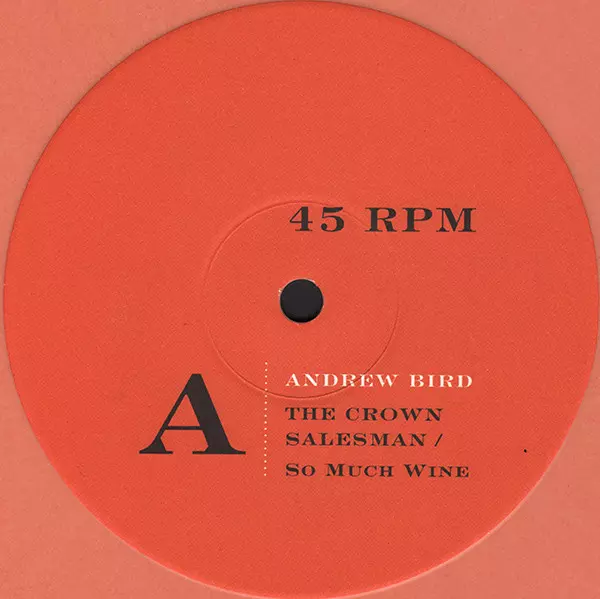 45 RPM
A
ANDREW BIRD
THE CROWN
SALESMAN /
So Much Wine